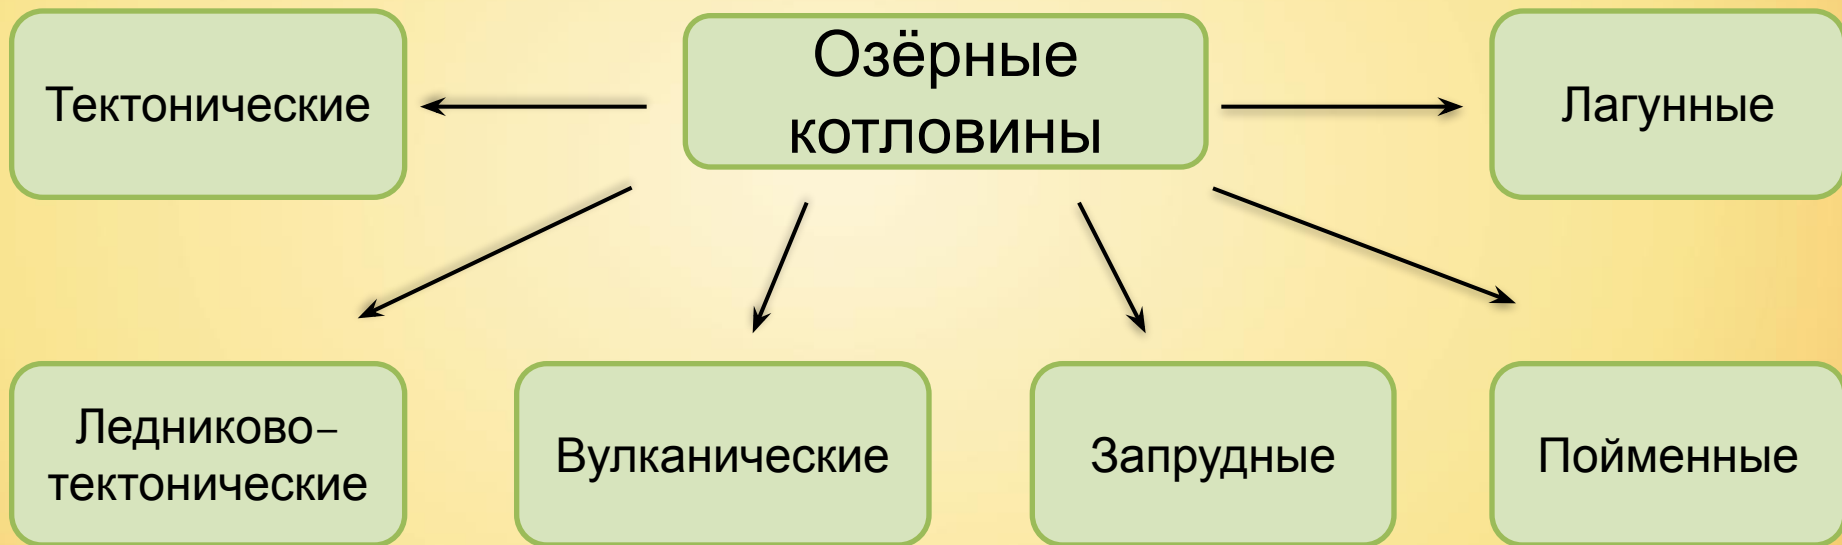 Озёрные
котловины
Тектонические
Лагунные
Ледниково–
тектонические
Вулканические
Запрудные
Пойменные